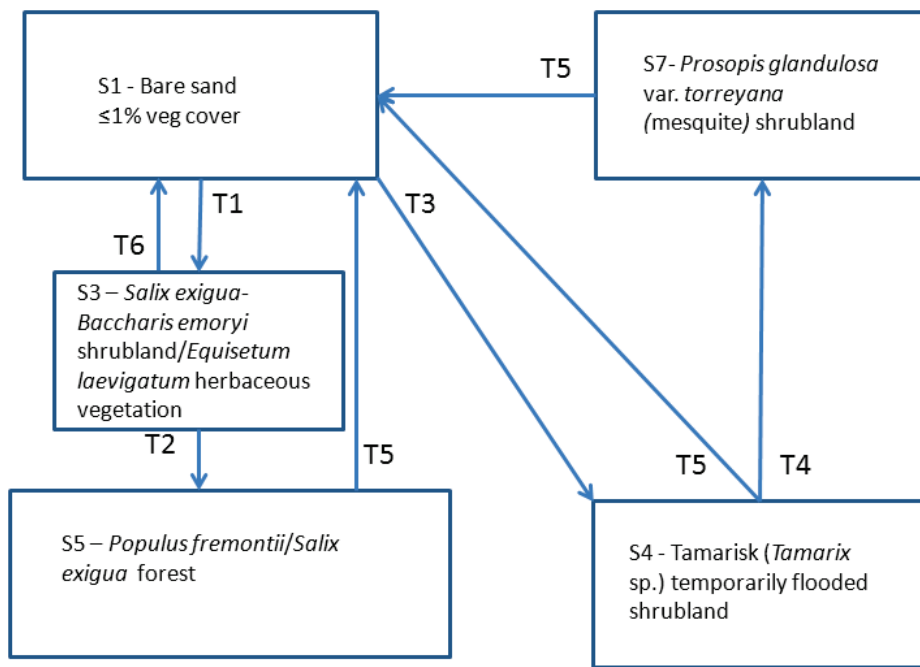 S1 - Bare sand
≤1% veg cover
T5
S7- Prosopis glandulosa
var. torreyana
(mesquite) shrubland
T1
T3
T6
S3 – Salix exigua-
Baccharis emoryi
shrubland/Equisetum
laevigatum herbaceous
vegetation
T2
T5
T5
T4
S5 – Populus fremontii/Salix
exigua forest
S4 - Tamarisk (Tamarix
sp.) temporarily flooded
shrubland